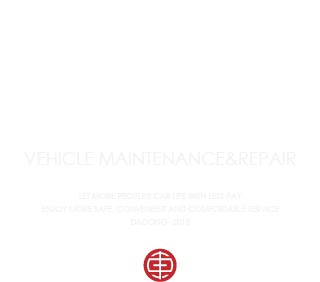 VEHICLE MAINTENANCE&REPAIR
LET MORE PEOPLE'S CAR LIFE WITH LESS PAY
ENJOY MORE SAFE, CONVENIENT AND COMFORTABLE SERVICE
DADONG 2015